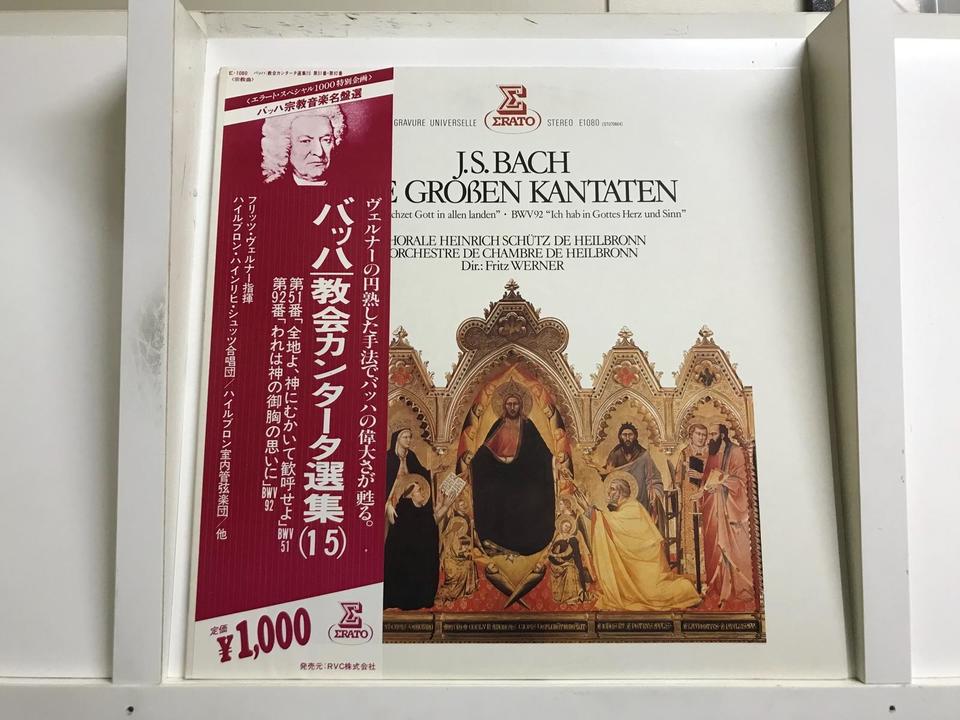 E-1080 バッハ/教会カンタータ選集15 第51番・第92番
〈宗教曲〉
〈エラート・スペシャル1000特別企画〉
バッハ宗教音楽名盤選
ヴェルナーの円熟した手法でバッハの偉大さが甦る。
バッハ/教会カンタータ選集(15)
第51番「全地よ、神にむかいて歓呼せよ」BWV 51
第92番「われは神の御胸の思いに」BWV 92
フリッツ・ヴェルナー指揮
ハイルブロン・ハインリヒ・シュッツ合唱団/ハイルブロン室内管弦楽団/他
定価
¥1,000
ERATO
発売元:RVC株式会社
GRAVURE UNIVERSELLE
ERATO
STEREO E1080 (STU70804)
J.S. BACH
E GROßEN KANTATEN
chzet Gott in allen landen” · BWV 92 “Ich hab in Gottes Herz und Sinn”
HORALE HEINRICH SCHÜTZ DE HEILBRONN
ORCHESTRE DE CHAMBRE DE HEILBRONN
Dir.: Fritz WERNER